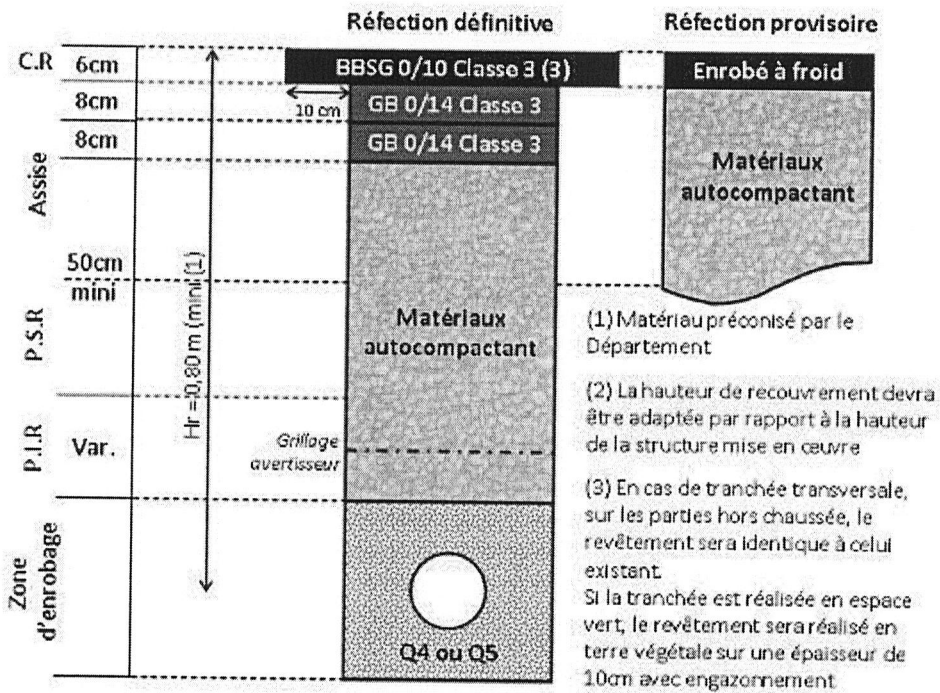 Réfection définitive
Réfection provisoire
C.R
6cm
BBSG 0/10 Classe 3 (3)
Enrobé à froid
8cm
10 cm
GB 0/14 Classe 3
8cm
GB 0/14 Classe 3
Assise
Matériaux
autocompactant
50cm
mini
Hr = 0,80 m (mini (1)
P.S.R
Matériaux
autocompactant
(1) Matériau préconisé par le
Département
(2) La hauteur de recouvrement devra
être adaptée par rapport à la hauteur
de la structure mise en œuvre
P.I.R
Var.
Grillage
avertisseur
(3) En cas de tranchée transversale,
sur les parties hors chaussée, le
revêtement sera identique à celui
existant.
Si la tranchée est réalisée en espace
vert, le revêtement sera réalisé en
terre végétale sur une épaisseur de
10cm avec engazonnement
Zone
d'enrobage
Q4 ou Q5